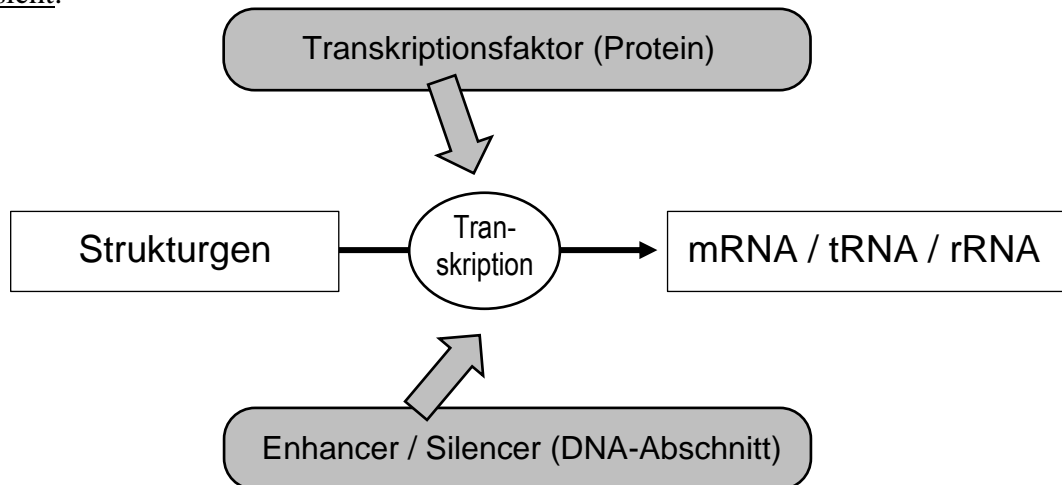 Transkriptionsfaktor (Protein)
Strukturgen
Tran-
skription
mRNA / tRNA / rRNA
Enhancer / Silencer (DNA-Abschnitt)